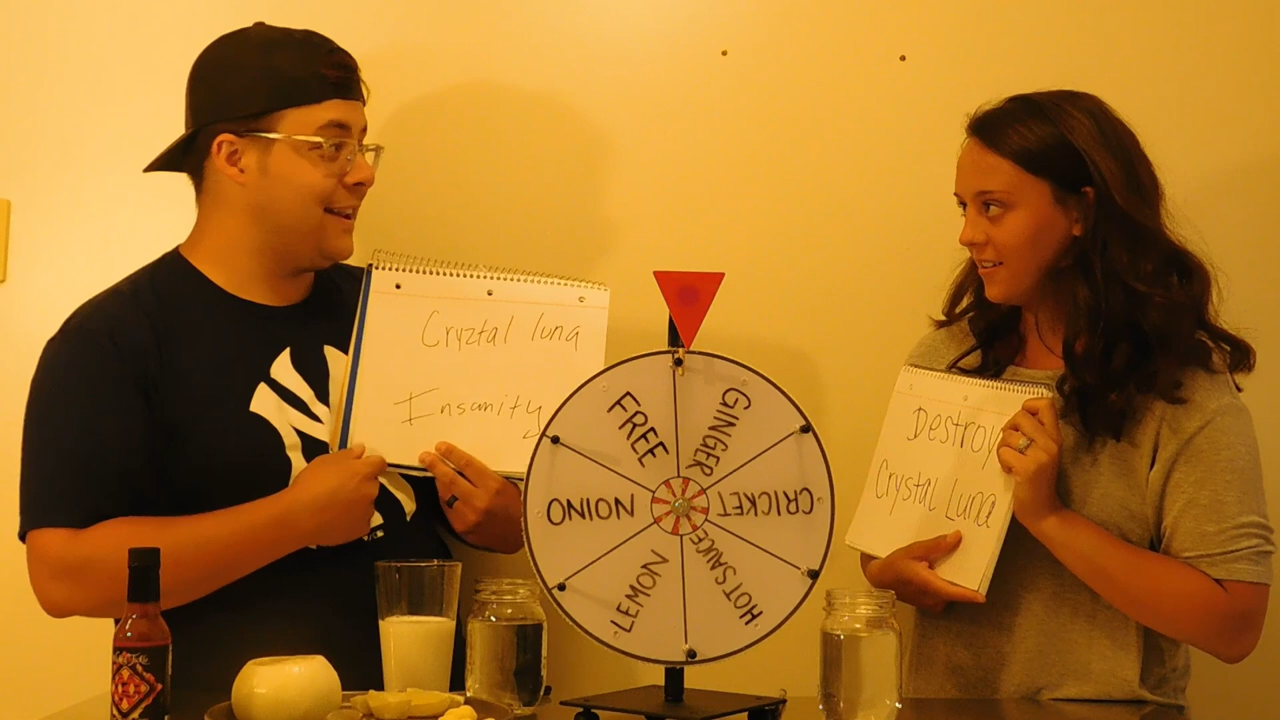 Cryztal luna
Insanity
FREE
GINGER
CRICKET
HOT SAUCE
LEMON
ONION
Destroy
Crystal Luna